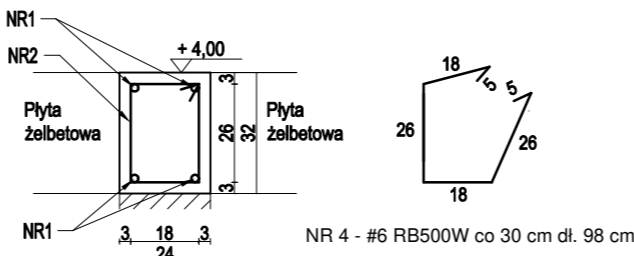 NR1
NR2
+ 4,00
Płyta
żelbetowa
3
26
3
32
Płyta
żelbetowa
NR1
3 18 3
24
18
5
5
26
26
18
NR 4 - #6 RB500W co 30 cm dł. 98 cm